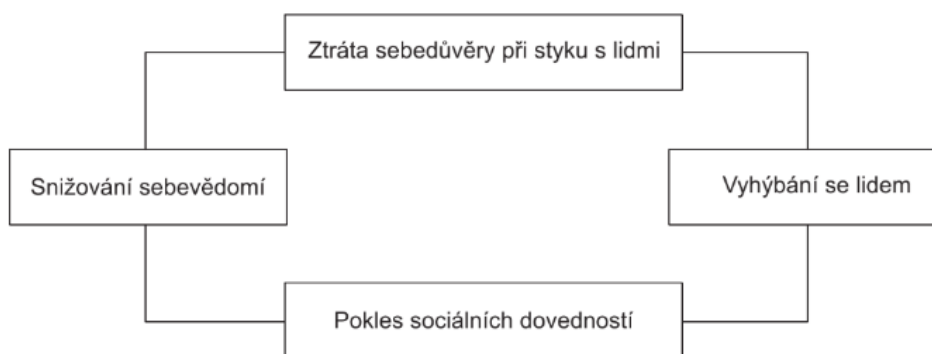 Ztráta sebedůvěry při styku s lidmi
Snižování sebevědomí
Vyhýbání se lidem
Pokles sociálních dovedností